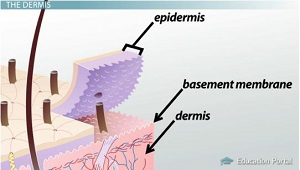 THE DERMIS
epidermis
basement membrane
dermis
Education Portal